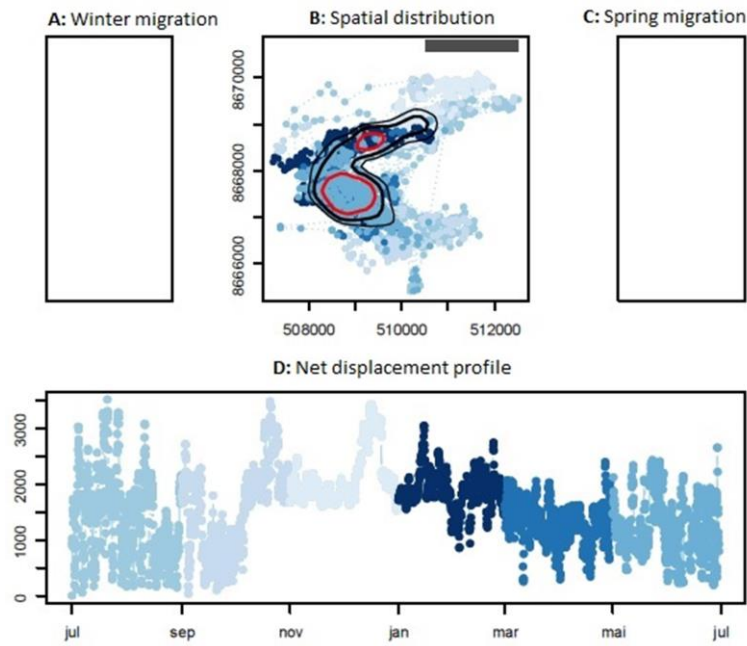 A: Winter migration
B: Spatial distribution
C: Spring migration
8670000
8668000
8666000
508000 510000 512000
D: Net displacement profile
3000
2000
1000
0
jul sep nov jan mar mai jul